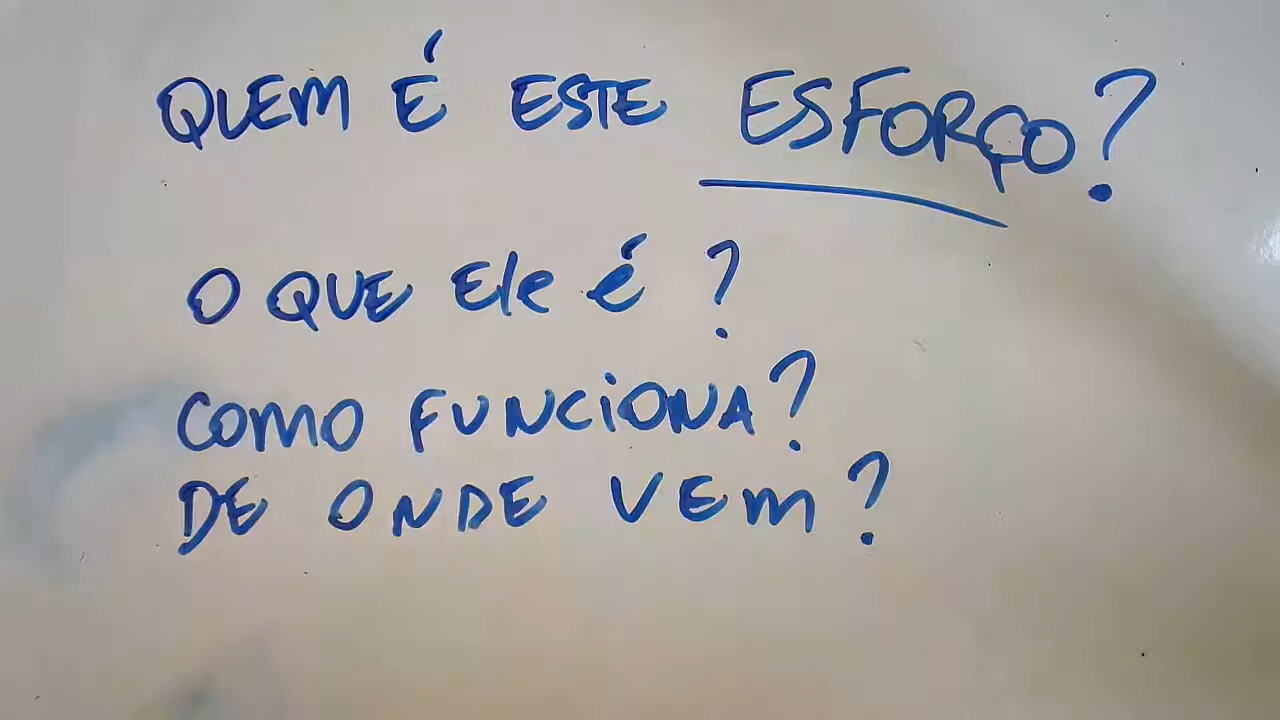 QUEM É ESTE ESFORÇO?
O QUE Ele é ?
COMO FUNCiONA?
DE ONDE VEM?